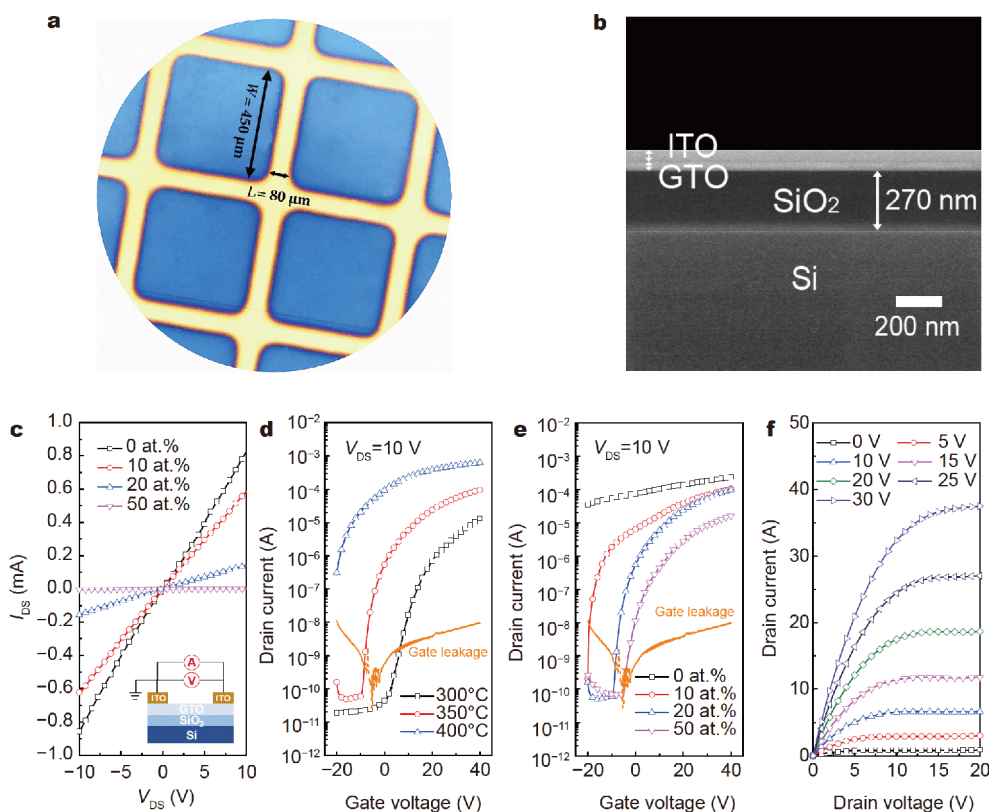 a
W = 450 μm
L = 80 μm
b
ITO
GTO
SiO₂
270 nm
Si
200 nm
c
1.0
0.8
0.6
0.4
0.2
0.0
−0.2
−0.4
−0.6
−0.8
−1.0
I_DS (mA)
0 at.%
10 at.%
20 at.%
50 at.%
A
V
ITO
ITO
GTO
SiO₂
Si
−10
−5
0
5
10
V_DS (V)
d
V_DS=10 V
10⁻²
10⁻³
10⁻⁴
10⁻⁵
10⁻⁶
10⁻⁷
10⁻⁸
10⁻⁹
10⁻¹⁰
10⁻¹¹
10⁻¹²
Drain current (A)
Gate leakage
300°C
350°C
400°C
−20
0
20
40
Gate voltage (V)
e
V_DS=10 V
10⁻²
10⁻³
10⁻⁴
10⁻⁵
10⁻⁶
10⁻⁷
10⁻⁸
10⁻⁹
10⁻¹⁰
10⁻¹¹
10⁻¹²
Drain current (A)
Gate leakage
0 at.%
10 at.%
20 at.%
50 at.%
−20
0
20
40
Gate voltage (V)
f
50
40
30
20
10
0
Drain current (A)
0 V
5 V
10 V
15 V
20 V
25 V
30 V
0
5
10
15
20
Drain voltage (V)